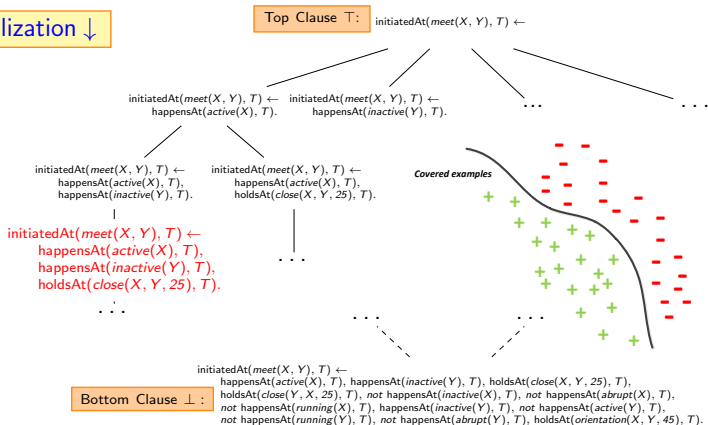 lization ↓
Top Clause ⊤:
initiatedAt(meet(X, Y), T) ←
initiatedAt(meet(X, Y), T) ←
happensAt(active(X), T).
initiatedAt(meet(X, Y), T) ←
happensAt(inactive(Y), T).
...
...
initiatedAt(meet(X, Y), T) ←
happensAt(active(X), T),
happensAt(inactive(Y), T).
initiatedAt(meet(X, Y), T) ←
happensAt(active(X), T),
holdsAt(close(X, Y, 25), T).
Covered examples
initiatedAt(meet(X, Y), T) ←
happensAt(active(X), T),
happensAt(inactive(Y), T),
holdsAt(close(X, Y, 25), T).
...
...
...
...
Bottom Clause ⊥ :
initiatedAt(meet(X, Y), T) ←
happensAt(active(X), T), happensAt(inactive(Y), T), holdsAt(close(X, Y, 25), T),
holdsAt(close(Y, X, 25), T), not happensAt(inactive(X), T), not happensAt(abrupt(X), T),
not happensAt(running(X), T), happensAt(inactive(Y), T), not happensAt(active(Y), T),
not happensAt(running(Y), T), not happensAt(abrupt(Y), T), holdsAt(orientation(X, Y, 45), T).